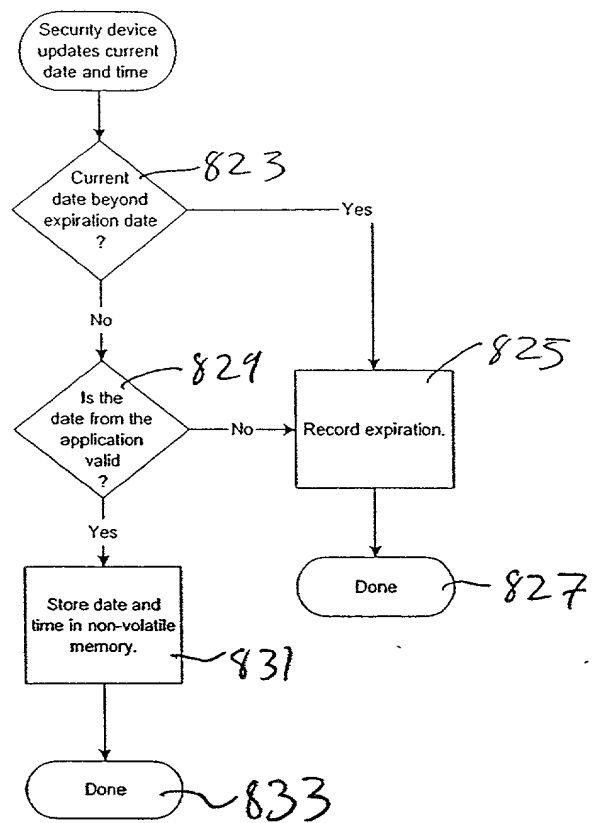 Security device
updates current
date and time
823
Current
date beyond
expiration date
?
Yes
No
829
825
Is the
date from the
application
valid
?
No
Record expiration.
Yes
Done
827
Store date and
time in non-volatile
memory.
831
Done
833